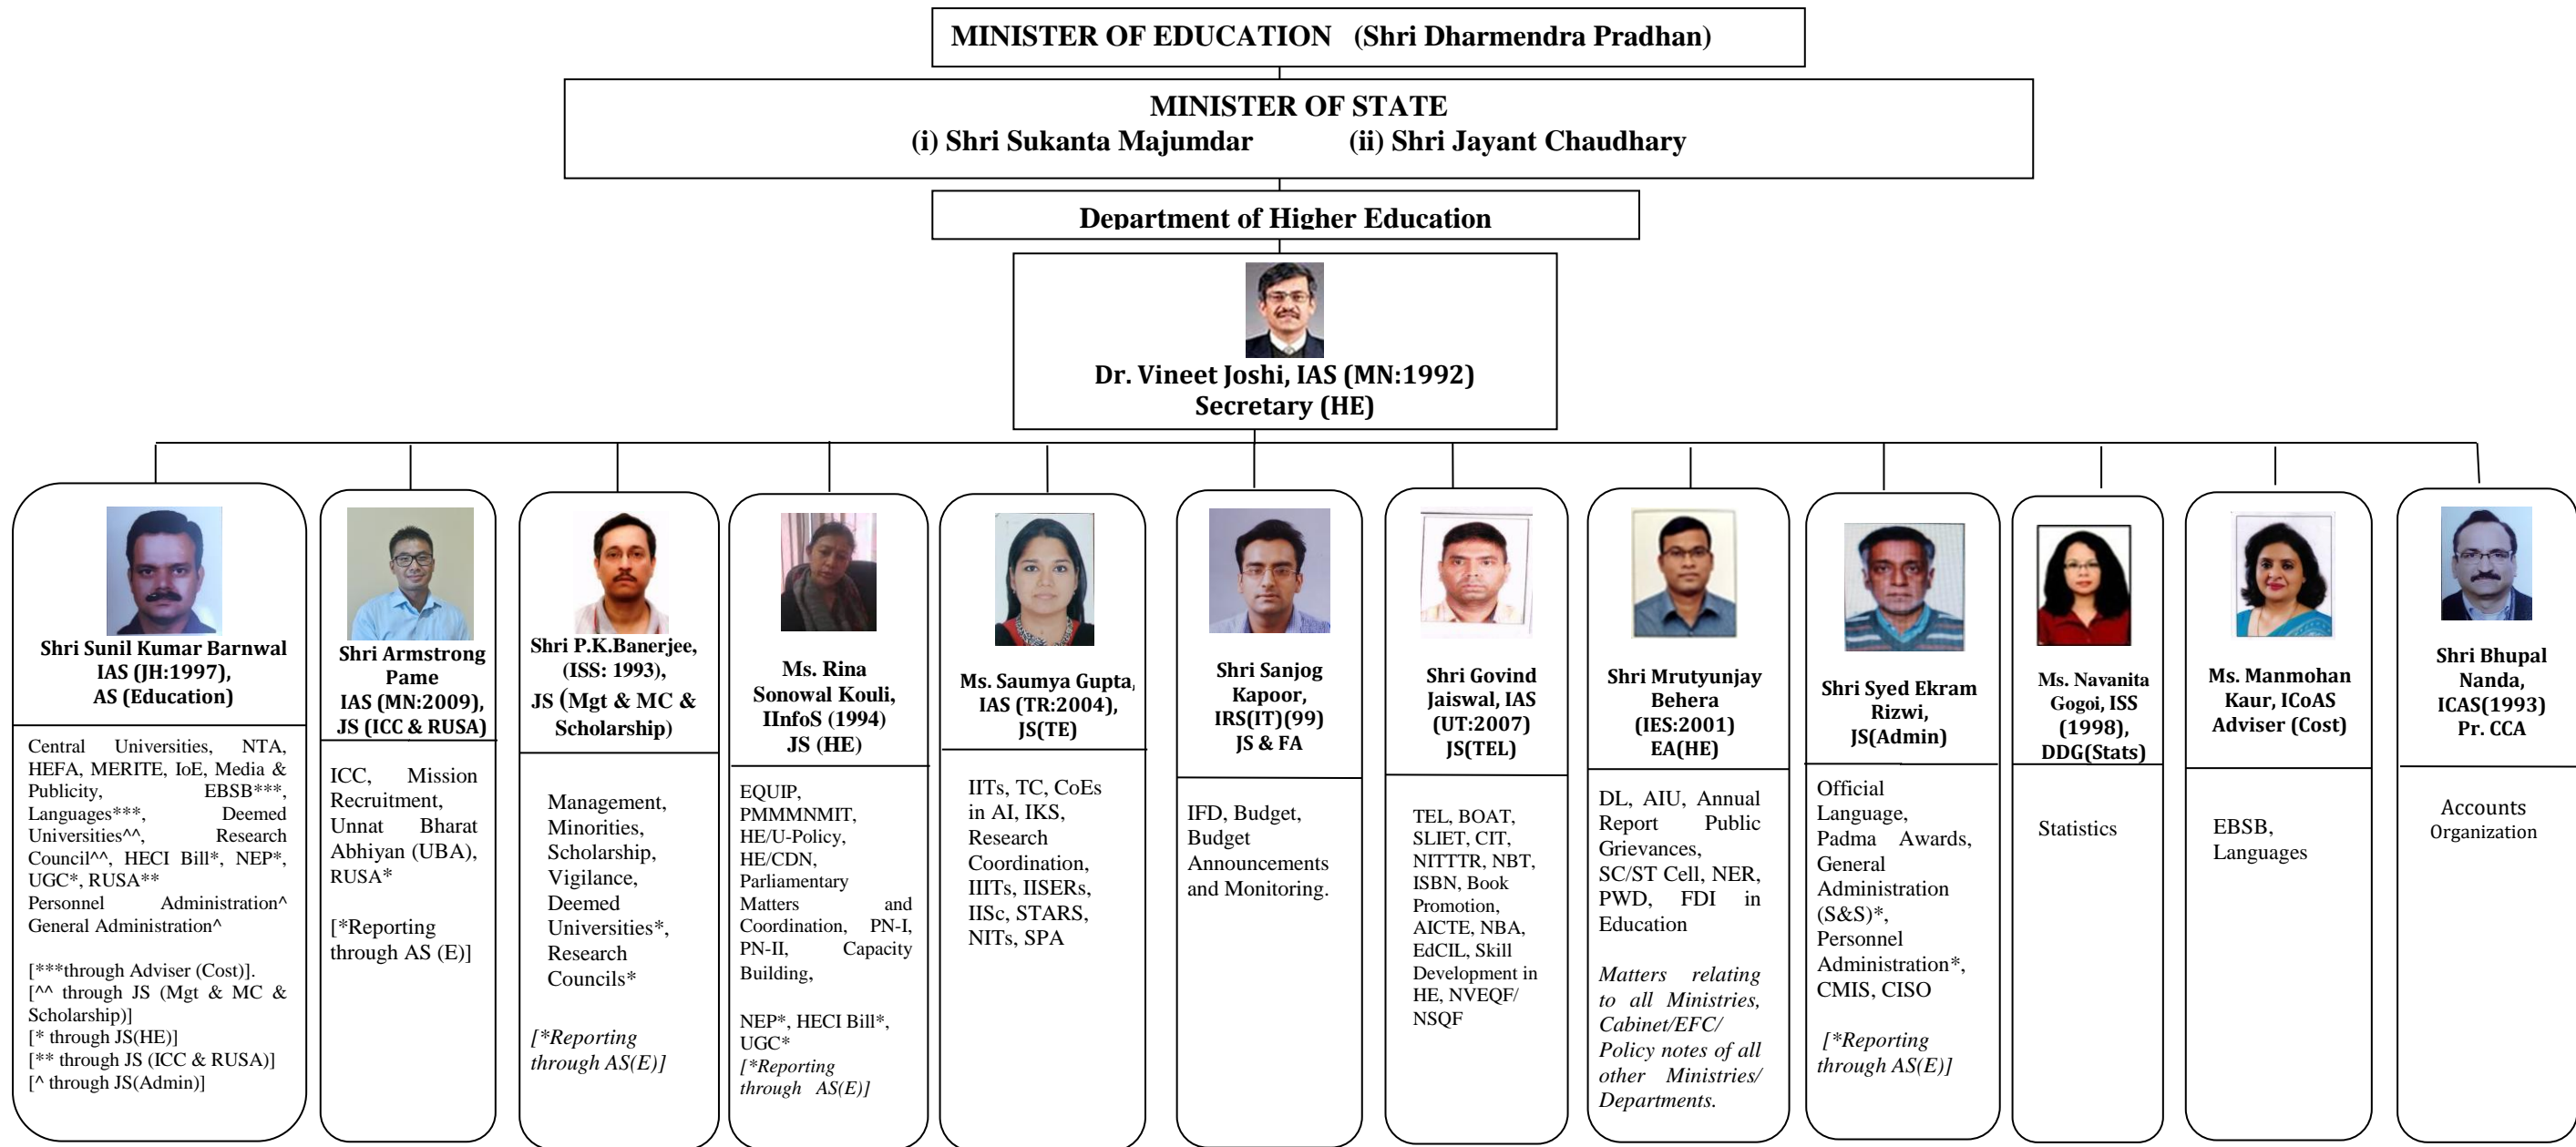 MINISTER OF EDUCATION (Shri Dharmendra Pradhan)
MINISTER OF STATE
(i) Shri Sukanta Majumdar (ii) Shri Jayant Chaudhary
Department of Higher Education
Dr. Vineet Joshi, IAS (MN:1992)
Secretary (HE)
Shri Sunil Kumar Barnwal
IAS (JH:1997),
AS (Education)
Central Universities, NTA,
HEFA, MERITE, IoE, Media &
Publicity, EBSB***,
Languages***, Deemed
Universities^^, Research
Council^^, HECI Bill*, NEP*,
UGC*, RUSA**
Personnel Administration^
General Administration^
[***through Adviser (Cost)].
[^^ through JS (Mgt & MC &
Scholarship)]
[* through JS(HE)]
[** through JS (ICC & RUSA)]
[^ through JS(Admin)]
Shri Armstrong
Pame
IAS (MN:2009),
JS (ICC & RUSA)
ICC, Mission
Recruitment,
Unnat Bharat
Abhiyan (UBA),
RUSA*
[*Reporting
through AS (E)]
Shri P.K.Banerjee,
(ISS: 1993),
JS (Mgt & MC &
Scholarship)
Management,
Minorities,
Scholarship,
Vigilance,
Deemed
Universities*,
Research
Councils*
[*Reporting
through AS(E)]
Ms. Rina
Sonowal Kouli,
IInfoS (1994)
JS (HE)
EQUIP,
PMMMNMIT,
HE/U-Policy,
HE/CDN,
Parliamentary
Matters and
Coordination, PN-I,
PN-II, Capacity
Building,
NEP*, HECI Bill*,
UGC*
[*Reporting
through AS(E)]
Ms. Saumya Gupta,
IAS (TR:2004),
JS(TE)
IITs, TC, CoEs
in AI, IKS,
Research
Coordination,
IIITs, IISERs,
IISc, STARS,
NITs, SPA
Shri Sanjog
Kapoor,
IRS(IT)(99)
JS & FA
IFD, Budget,
Budget
Announcements
and Monitoring.
Shri Govind
Jaiswal, IAS
(UT:2007)
JS(TEL)
TEL, BOAT,
SLIET, CIT,
NITTTR, NBT,
ISBN, Book
Promotion,
AICTE, NBA,
EdCIL, Skill
Development in
HE, NVEQF/
NSQF
Shri Mrutyunjay
Behera
(IES:2001)
EA(HE)
DL, AIU, Annual
Report Public
Grievances,
SC/ST Cell, NER,
PWD, FDI in
Education
Matters relating
to all Ministries,
Cabinet/EFC/
Policy notes of all
other Ministries/
Departments.
Shri Syed Ekram
Rizwi,
JS(Admin)
Official
Language,
Padma Awards,
General
Administration
(S&S)*,
Personnel
Administration*,
CMIS, CISO
[*Reporting
through AS(E)]
Ms. Navanita
Gogoi, ISS
(1998),
DDG(Stats)
Statistics
Ms. Manmohan
Kaur, ICoAS
Adviser (Cost)
EBSB,
Languages
Shri Bhupal
Nanda,
ICAS(1993)
Pr. CCA
Accounts
Organization